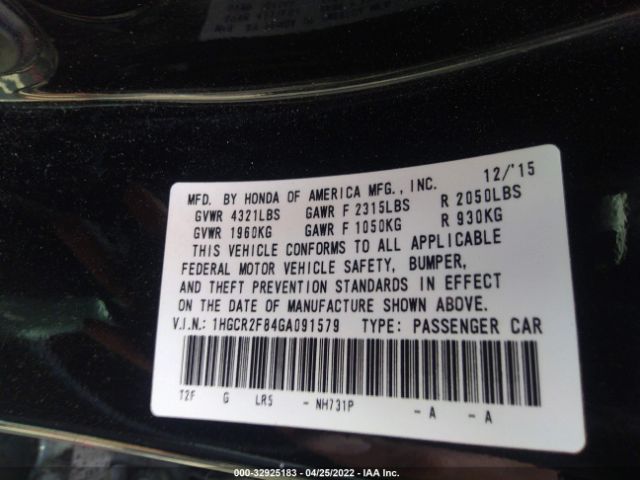 MFD. BY HONDA OF AMERICA MFG., INC. 12/'15
GVWR 4321LBS GAWR F 2315LBS R 2050LBS
GVWR 1960KG GAWR F 1050KG R 930KG
THIS VEHICLE CONFORMS TO ALL APPLICABLE
FEDERAL MOTOR VEHICLE SAFETY, BUMPER,
AND THEFT PREVENTION STANDARDS IN EFFECT
ON THE DATE OF MANUFACTURE SHOWN ABOVE.
V.I.N.: 1HGCR2F84GA091579 TYPE: PASSENGER CAR
T2F G LR5 - NH731P - A - A
000-32925183 - 04/25/2022 - IAA Inc.